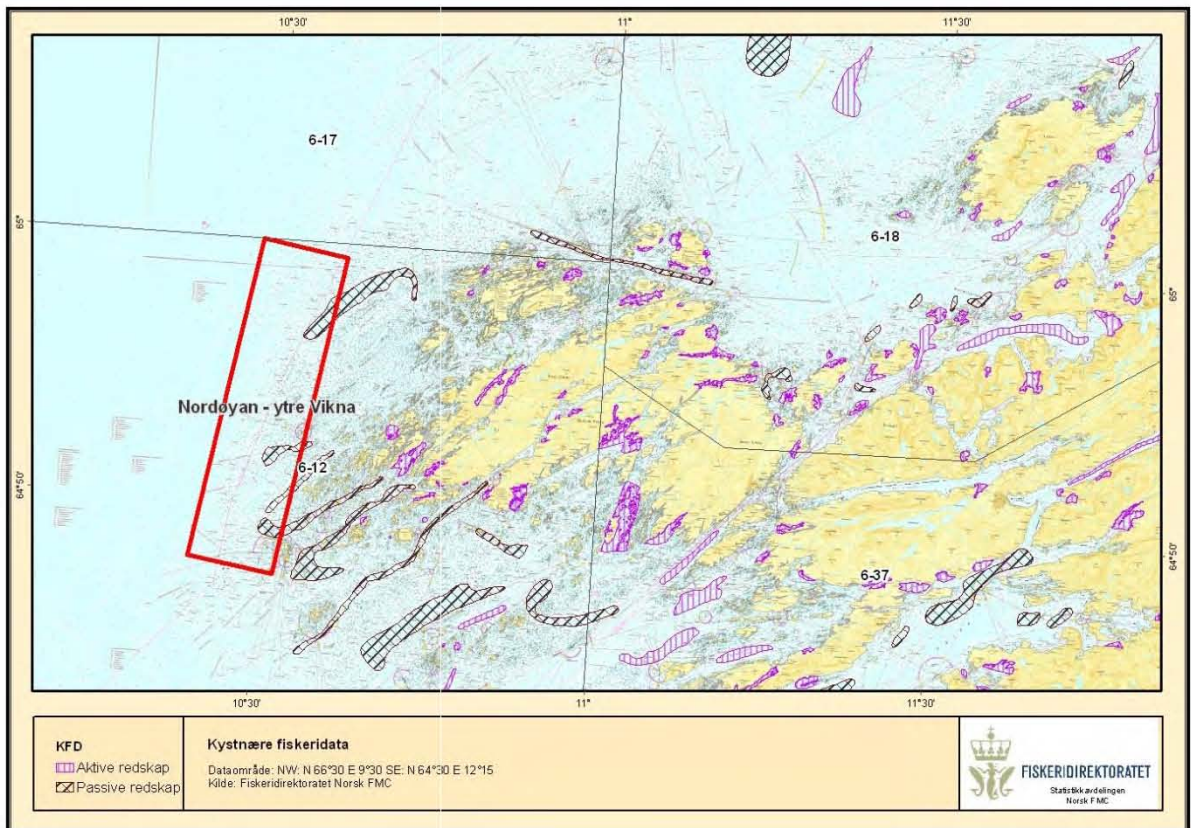 10°30' 11° 11°30'
6-17
65°
6-18
65°
Nordøyan - ytre Vikna
6-12
64°50'
64°50'
6-37
10°30' 11° 11°30'
KFD
Aktive redskap
Passive redskap
Kystnære fiskeridata
Dataområde: NW: N 66°30 E 9°30 SE: N 64°30 E 12°15
Kilde: Fiskeridirektoratet Norsk FMC
FISKERIDIREKTORATET
Statistikkavdelingen
Norsk FMC